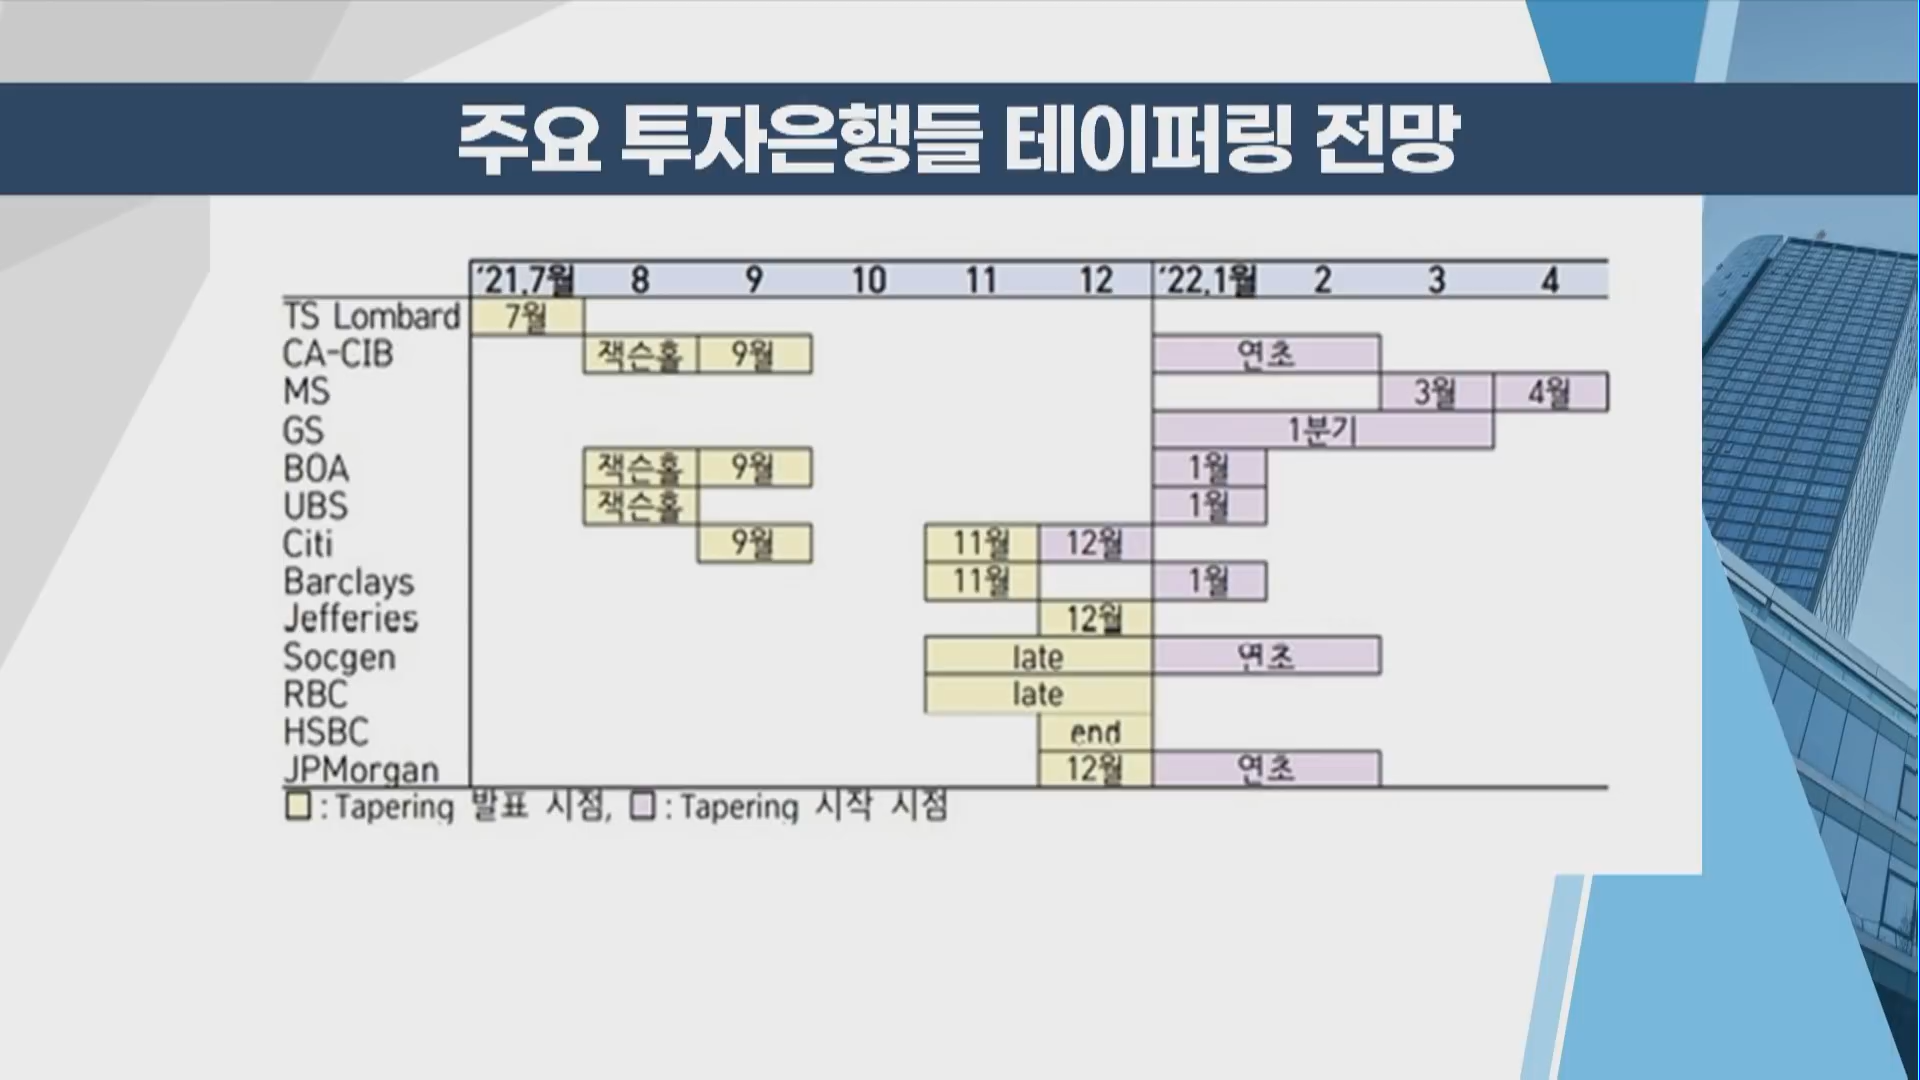 주요 투자은행들 테이퍼링 전망
'21.7월 8 9 10 11 12 '22.1월 2 3 4
TS Lombard 7월
CA-CIB 잭슨홀 9월 연초
MS 3월 4월
GS 1분기
BOA 잭슨홀 9월 1월
UBS 잭슨홀 1월
Citi 9월 11월 12월
Barclays 11월 1월
Jefferies 12월
Socgen late 연초
RBC late
HSBC end
JPMorgan 12월 연초
: Tapering 발표 시점, : Tapering 시작 시점